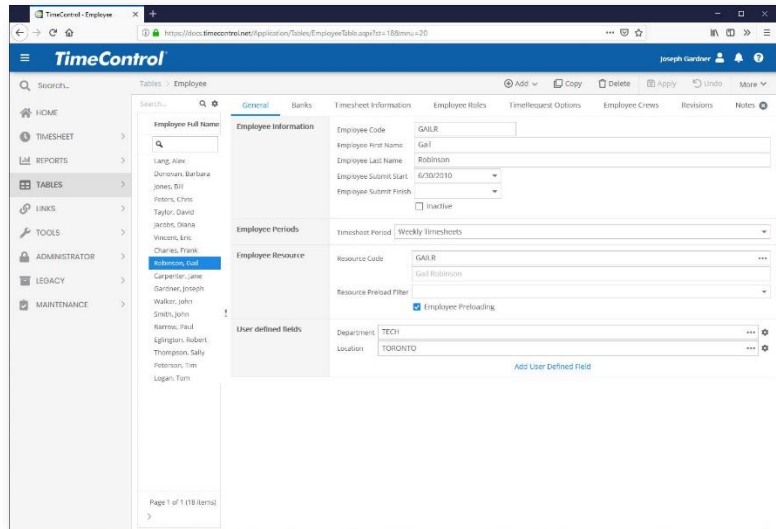 TimeControl - Employee
https://docs.timecontrol.net/Application/Tables/EmployeeTable.aspx?st=18&mnu=20
TimeControl
Joseph Gardner
Search...
HOME
TIMESHEET
REPORTS
TABLES
LINKS
TOOLS
ADMINISTRATOR
LEGACY
MAINTENANCE
Tables > Employee
Add
Copy
Delete
Apply
Undo
More
Search...
Employee Full Name
Lang, Alex
Donovan, Barbara
Jones, Bill
Peters, Chris
Taylor, David
Jacobs, Diana
Vincent, Eric
Charles, Frank
Robinson, Gail
Carpenter, Jane
Gardner, Joseph
Walker, John
Smith, John
Narrow, Paul
Eglington, Robert
Thompson, Sally
Peterson, Tim
Logan, Tom
Page 1 of 1 (18 items)
General Banks Timesheet Information Employee Roles TimeRequest Options Employee Crews Revisions Notes
Employee Information
Employee Code GAILR
Employee First Name Gail
Employee Last Name Robinson
Employee Submit Start 6/30/2010
Employee Submit Finish
Inactive
Employee Periods
Timesheet Period Weekly Timesheets
Employee Resource
Resource Code GAILR
Gail Robinson
Resource Preload Filter
Employee Preloading
User defined fields
Department TECH
Location TORONTO
Add User Defined Field